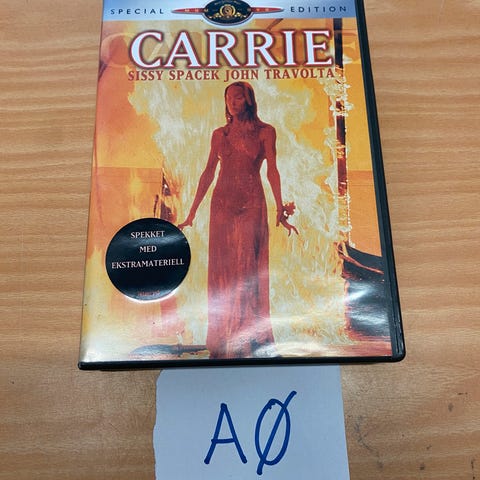 SPECIAL EDITION
CARRIE
SISSY SPACEK JOHN TRAVOLTA
SPEKKET
MED
EKSTRAMATERIELL
AØ